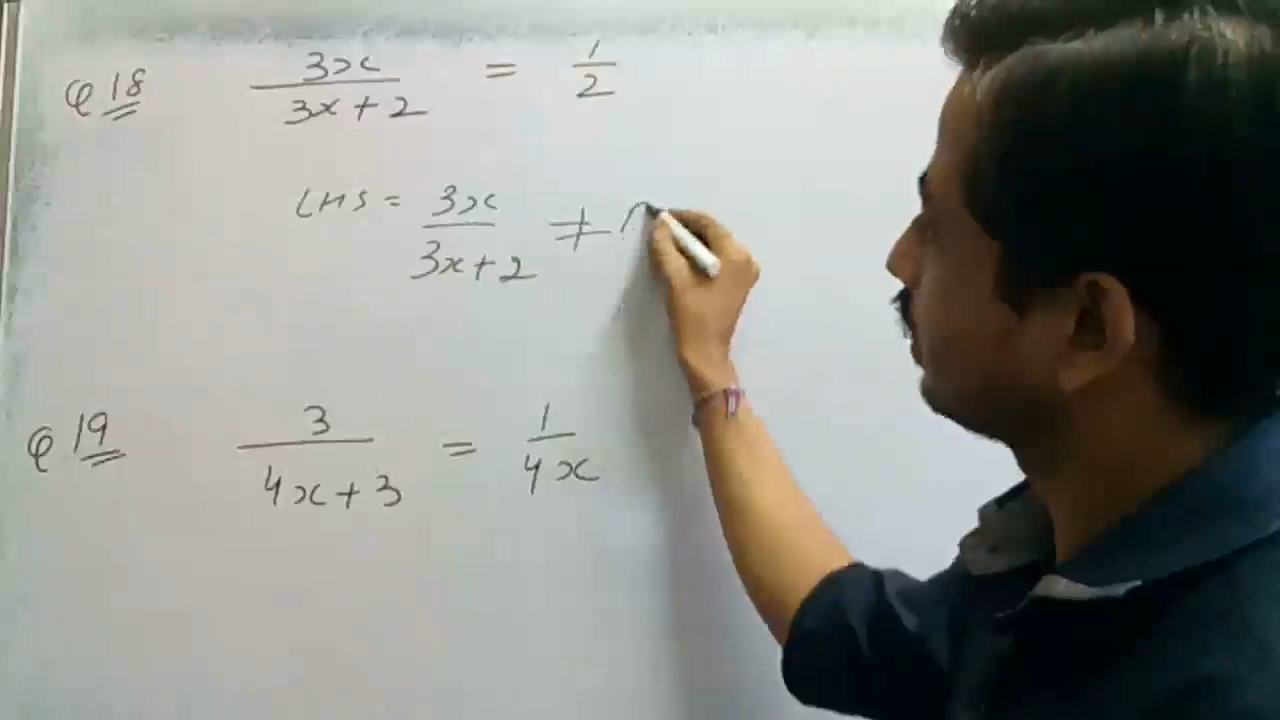 Q 18 3x/(3x+2) = 1/2
LHS = 3x/(3x+2) ≠
Q 19 3/(4x+3) = 1/(4x)